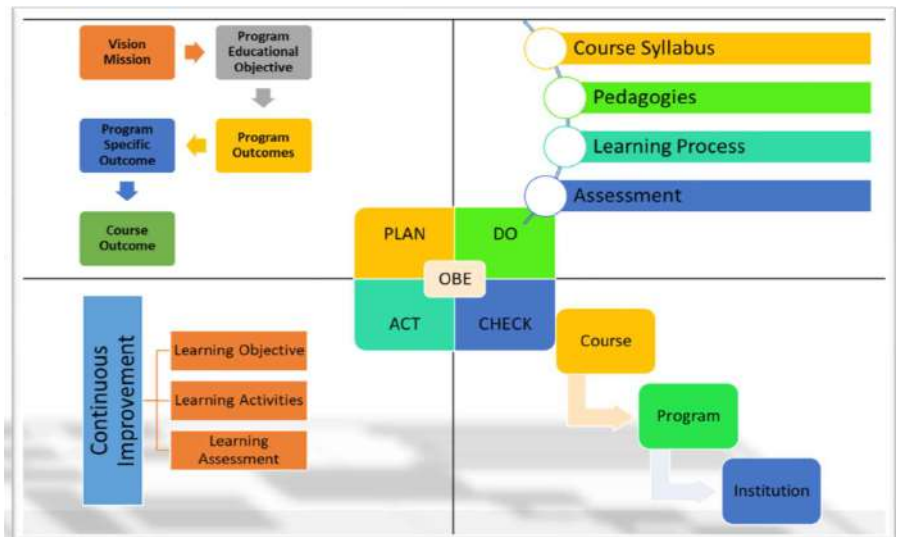 Vision
Mission
Program
Educational
Objective
Program
Specific
Outcome
Program
Outcomes
Course
Outcome
Course Syllabus
Pedagogies
Learning Process
Assessment
PLAN
DO
OBE
ACT
CHECK
Continuous
Improvement
Learning Objective
Learning Activities
Learning
Assessment
Course
Program
Institution